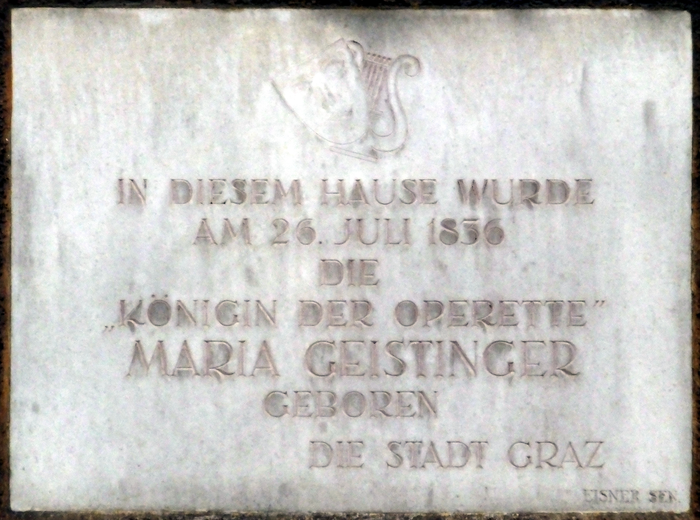 IN DIESEM HAUSE WURDE
AM 26. JULI 1836
DIE
„KÖNIGIN DER OPERETTE”
MARIA GEISTINGER
GEBOREN
DIE STADT GRAZ
EISNER SEN.